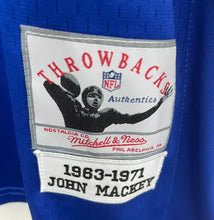 THROWBACKS
NFL
Authentics
NOSTALGIA CO.
Mitchell & Ness
PHILADELPHIA, PA.
1963-1971
JOHN MACKEY